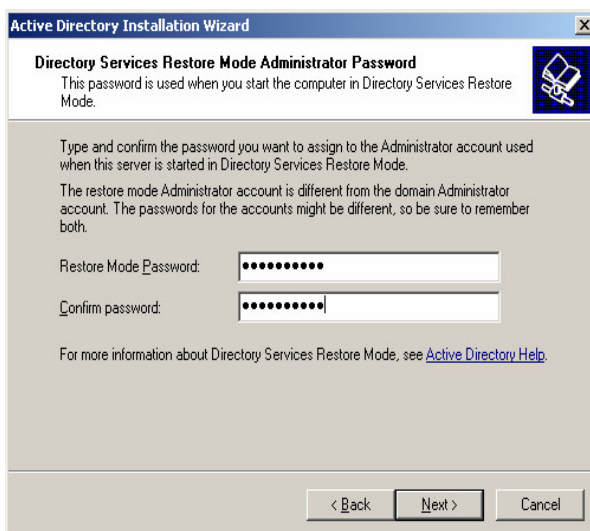 Active Directory Installation Wizard
Directory Services Restore Mode Administrator Password
This password is used when you start the computer in Directory Services Restore
Mode.
Type and confirm the password you want to assign to the Administrator account used
when this server is started in Directory Services Restore Mode.
The restore mode Administrator account is different from the domain Administrator
account. The passwords for the accounts might be different, so be sure to remember
both.
Restore Mode Password: ●●●●●●●●●●
Confirm password: ●●●●●●●●●●
For more information about Directory Services Restore Mode, see Active Directory Help.
< Back Next > Cancel